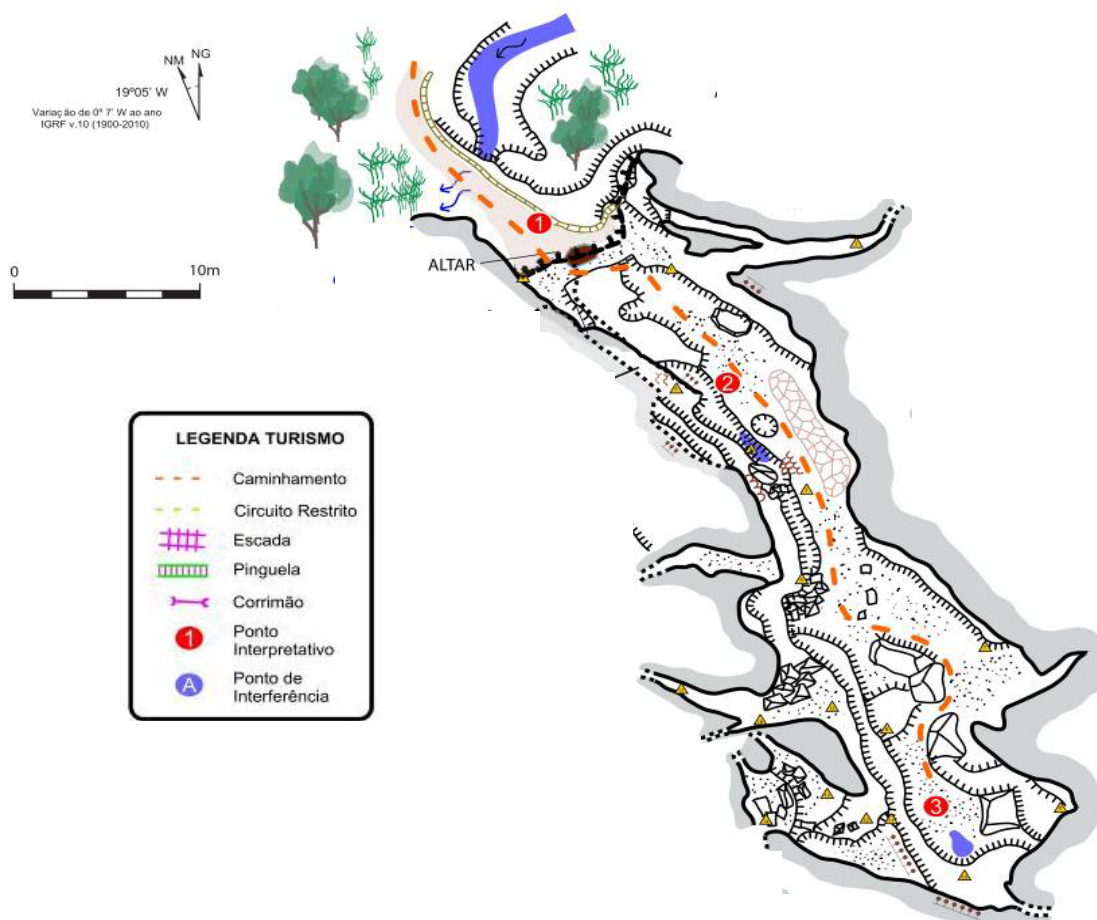 NM NG
19º05' W
Variação de 0º 7' W ao ano
IGRF v.10 (1900-2010)
0 10m
ALTAR
1
2
3
LEGENDA TURISMO
Caminhamento
Circuito Restrito
Escada
Pinguela
Corrimão
1 Ponto
Interpretativo
A Ponto de
Interferência